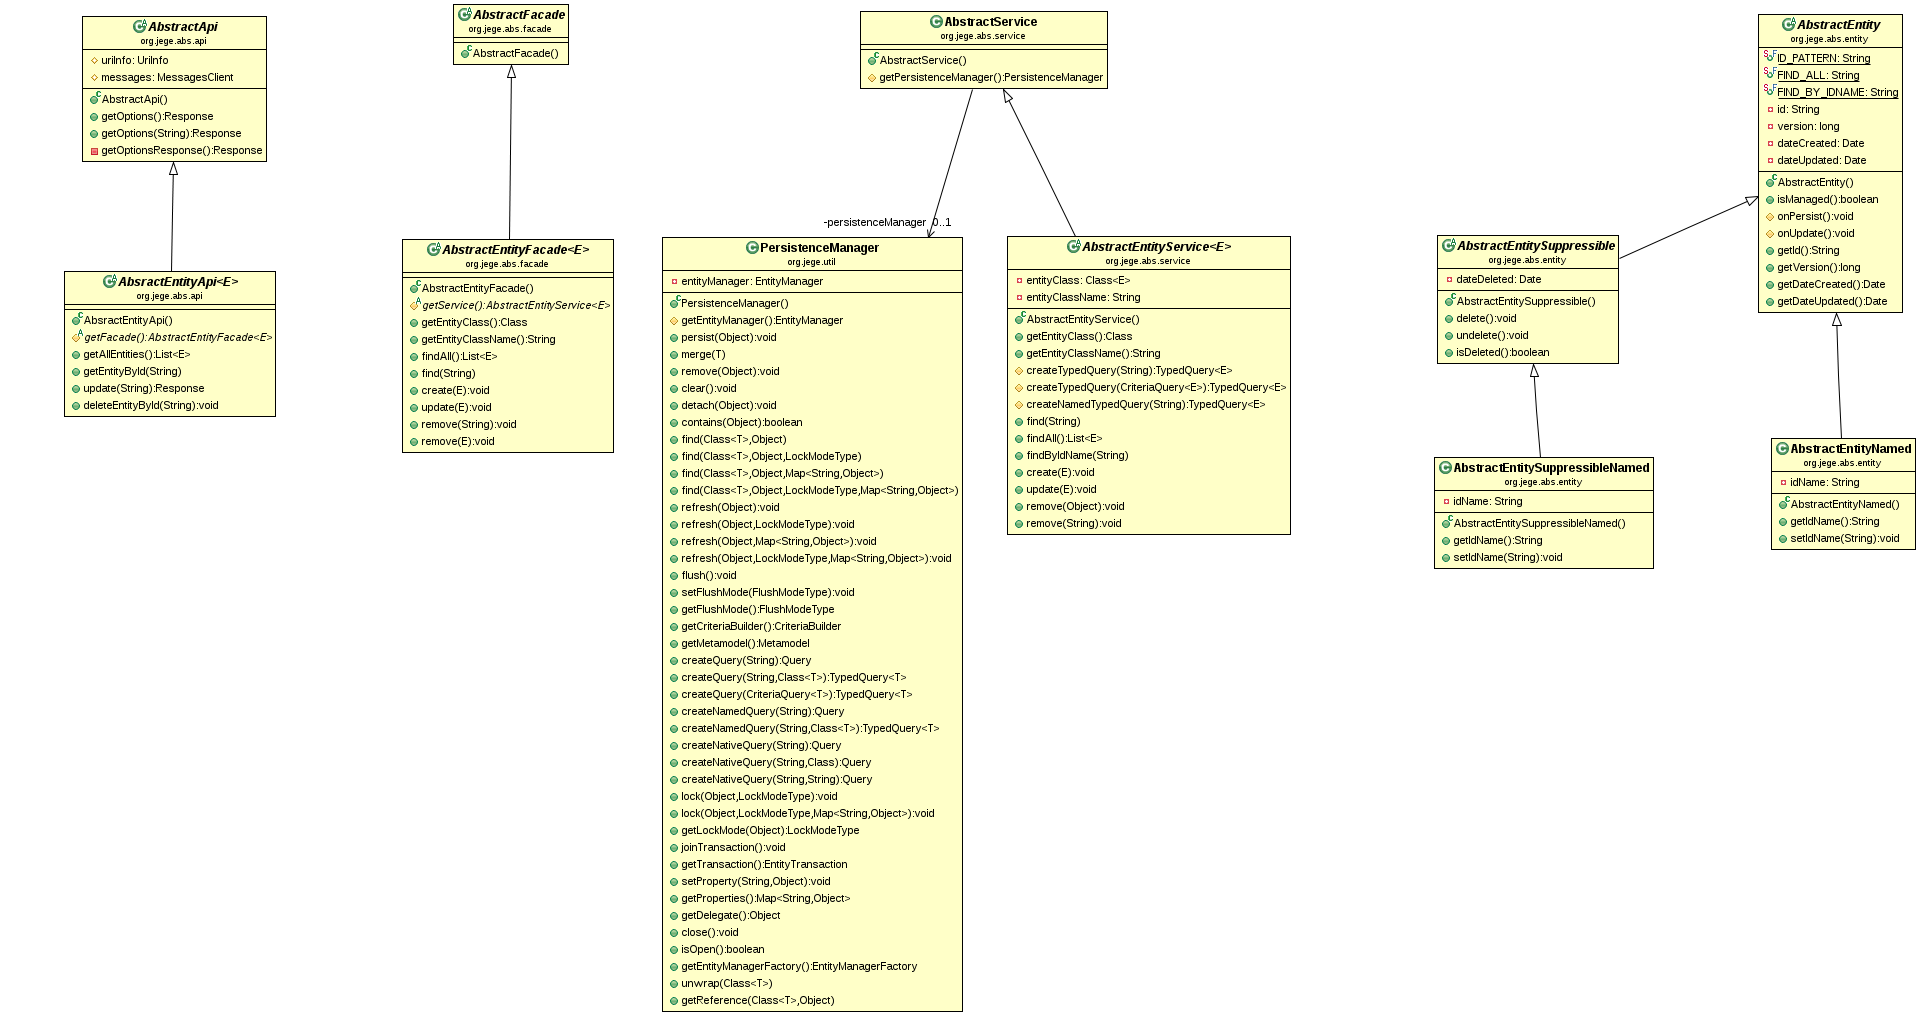 AbstractApi
org.jege.abs.api
uriInfo: UriInfo
messages: MessagesClient
AbstractApi()
getOptions():Response
getOptions(String):Response
getOptionsResponse():Response
AbsractEntityApi<E>
org.jege.abs.api
AbsractEntityApi()
getFacade():AbstractEntityFacade<E>
getAllEntities():List<E>
getEntityById(String)
update(String):Response
deleteEntityById(String):void
AbstractFacade
org.jege.abs.facade
AbstractFacade()
AbstractEntityFacade<E>
org.jege.abs.facade
AbstractEntityFacade()
getService():AbstractEntityService<E>
getEntityClass():Class
getEntityClassName():String
findAll():List<E>
find(String)
create(E):void
update(E):void
remove(String):void
remove(E):void
AbstractService
org.jege.abs.service
AbstractService()
getPersistenceManager():PersistenceManager
-persistenceManager 0..1
PersistenceManager
org.jege.util
entityManager: EntityManager
PersistenceManager()
getEntityManager():EntityManager
persist(Object):void
merge(T)
remove(Object):void
clear():void
detach(Object):void
contains(Object):boolean
find(Class<T>,Object)
find(Class<T>,Object,LockModeType)
find(Class<T>,Object,Map<String,Object>)
find(Class<T>,Object,LockModeType,Map<String,Object>)
refresh(Object):void
refresh(Object,LockModeType):void
refresh(Object,Map<String,Object>):void
refresh(Object,LockModeType,Map<String,Object>):void
flush():void
setFlushMode(FlushModeType):void
getFlushMode():FlushModeType
getCriteriaBuilder():CriteriaBuilder
getMetamodel():Metamodel
createQuery(String):Query
createQuery(String,Class<T>):TypedQuery<T>
createQuery(CriteriaQuery<T>):TypedQuery<T>
createNamedQuery(String):Query
createNamedQuery(String,Class<T>):TypedQuery<T>
createNativeQuery(String):Query
createNativeQuery(String,Class):Query
createNativeQuery(String,String):Query
lock(Object,LockModeType):void
lock(Object,LockModeType,Map<String,Object>):void
getLockMode(Object):LockModeType
joinTransaction():void
getTransaction():EntityTransaction
setProperty(String,Object):void
getProperties():Map<String,Object>
getDelegate():Object
close():void
isOpen():boolean
getEntityManagerFactory():EntityManagerFactory
unwrap(Class<T>)
getReference(Class<T>,Object)
AbstractEntityService<E>
org.jege.abs.service
entityClass: Class<E>
entityClassName: String
AbstractEntityService()
getEntityClass():Class
getEntityClassName():String
createTypedQuery(String):TypedQuery<E>
createTypedQuery(CriteriaQuery<E>):TypedQuery<E>
createNamedTypedQuery(String):TypedQuery<E>
find(String)
findAll():List<E>
findByIdName(String)
create(E):void
update(E):void
remove(Object):void
remove(String):void
AbstractEntity
org.jege.abs.entity
ID_PATTERN: String
FIND_ALL: String
FIND_BY_IDNAME: String
id: String
version: long
dateCreated: Date
dateUpdated: Date
AbstractEntity()
isManaged():boolean
onPersist():void
onUpdate():void
getId():String
getVersion():long
getDateCreated():Date
getDateUpdated():Date
AbstractEntitySuppressible
org.jege.abs.entity
dateDeleted: Date
AbstractEntitySuppressible()
delete():void
undelete():void
isDeleted():boolean
AbstractEntitySuppressibleNamed
org.jege.abs.entity
idName: String
AbstractEntitySuppressibleNamed()
getIdName():String
setIdName(String):void
AbstractEntityNamed
org.jege.abs.entity
idName: String
AbstractEntityNamed()
getIdName():String
setIdName(String):void